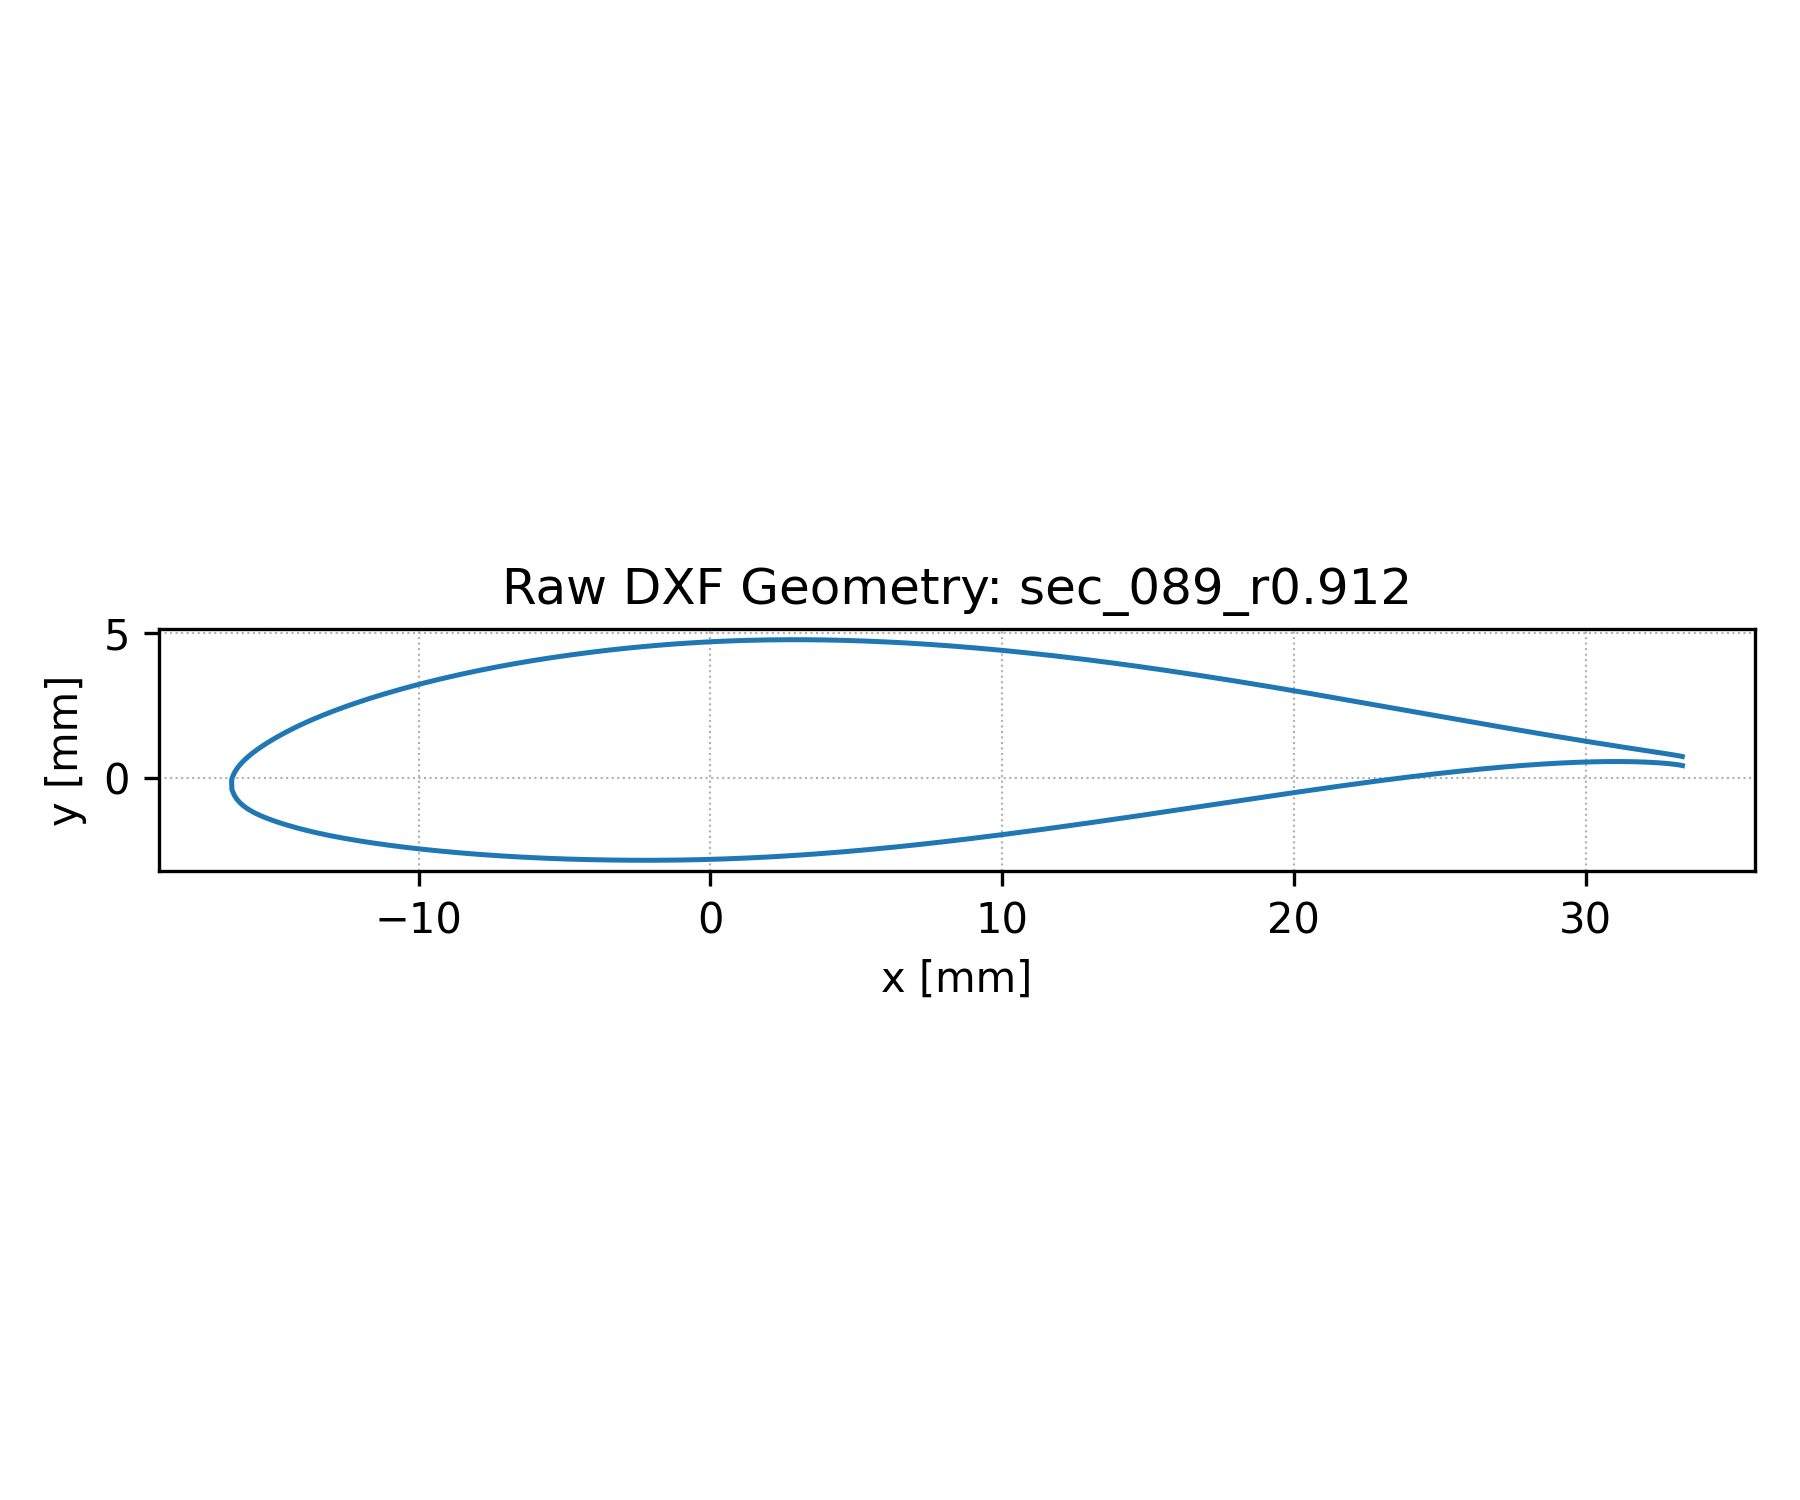 Raw DXF Geometry: sec_089_r0.912
y [mm]
5
0
−10 0 10 20 30
x [mm]